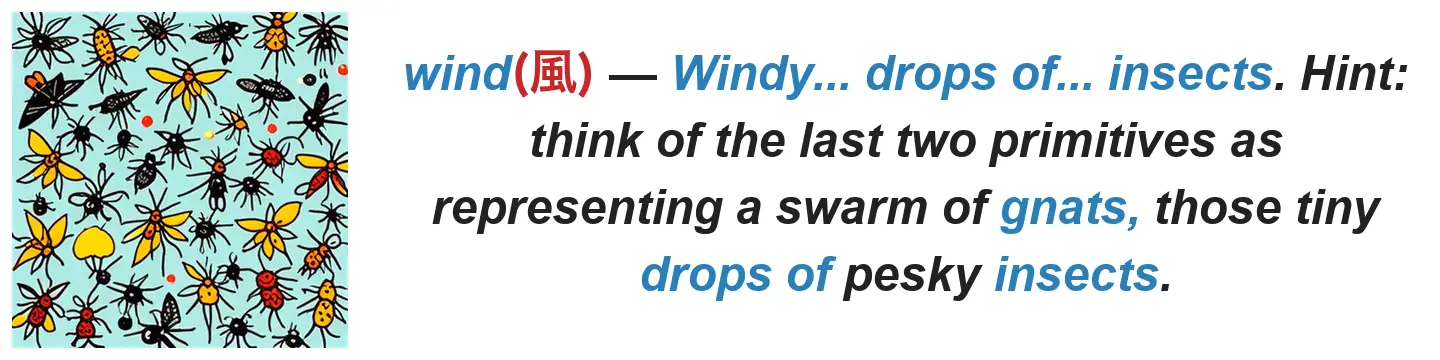 wind(風) — Windy... drops of... insects. Hint:
think of the last two primitives as
representing a swarm of gnats, those tiny
drops of pesky insects.